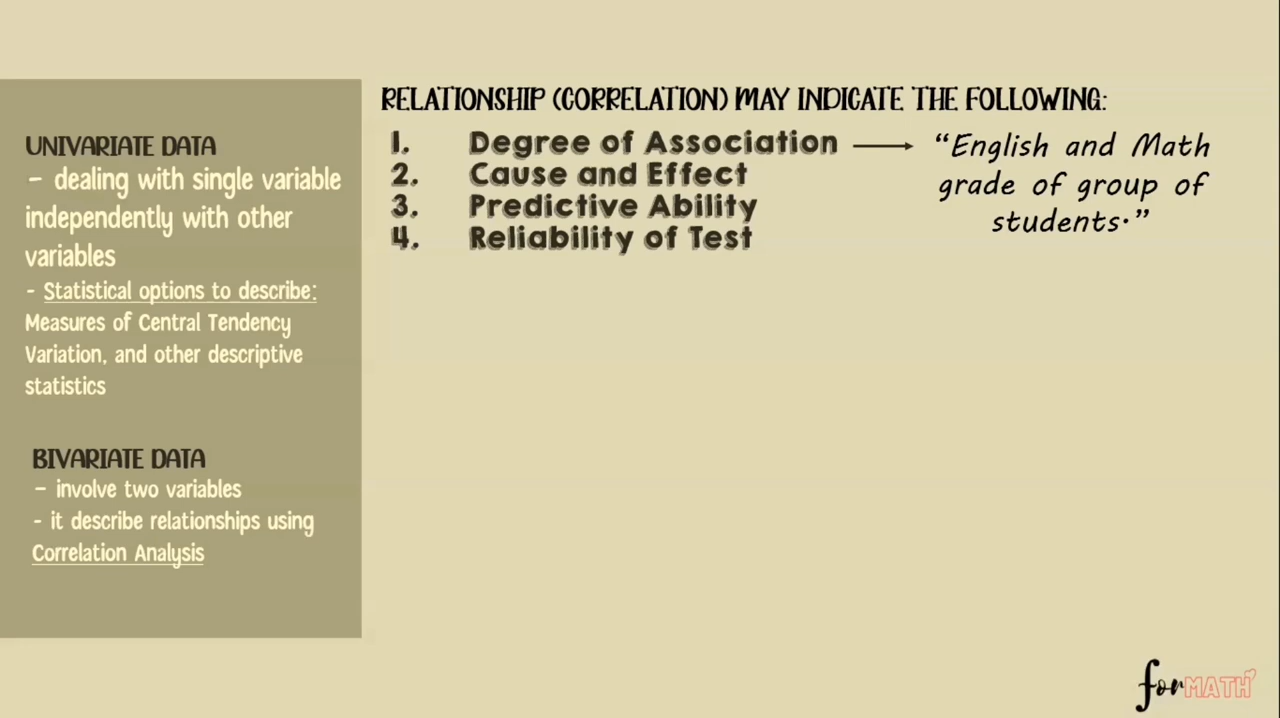 UNIVARIATE DATA
- dealing with single variable
independently with other
variables
- Statistical options to describe:
Measures of Central Tendency
Variation, and other descriptive
statistics
BIVARIATE DATA
- involve two variables
- it describe relationships using
Correlation Analysis
RELATIONSHIP (CORRELATION) MAY INDICATE THE FOLLOWING:
1. Degree of Association
2. Cause and Effect
3. Predictive Ability
4. Reliability of Test
“English and Math
grade of group of
students.”
forMATH